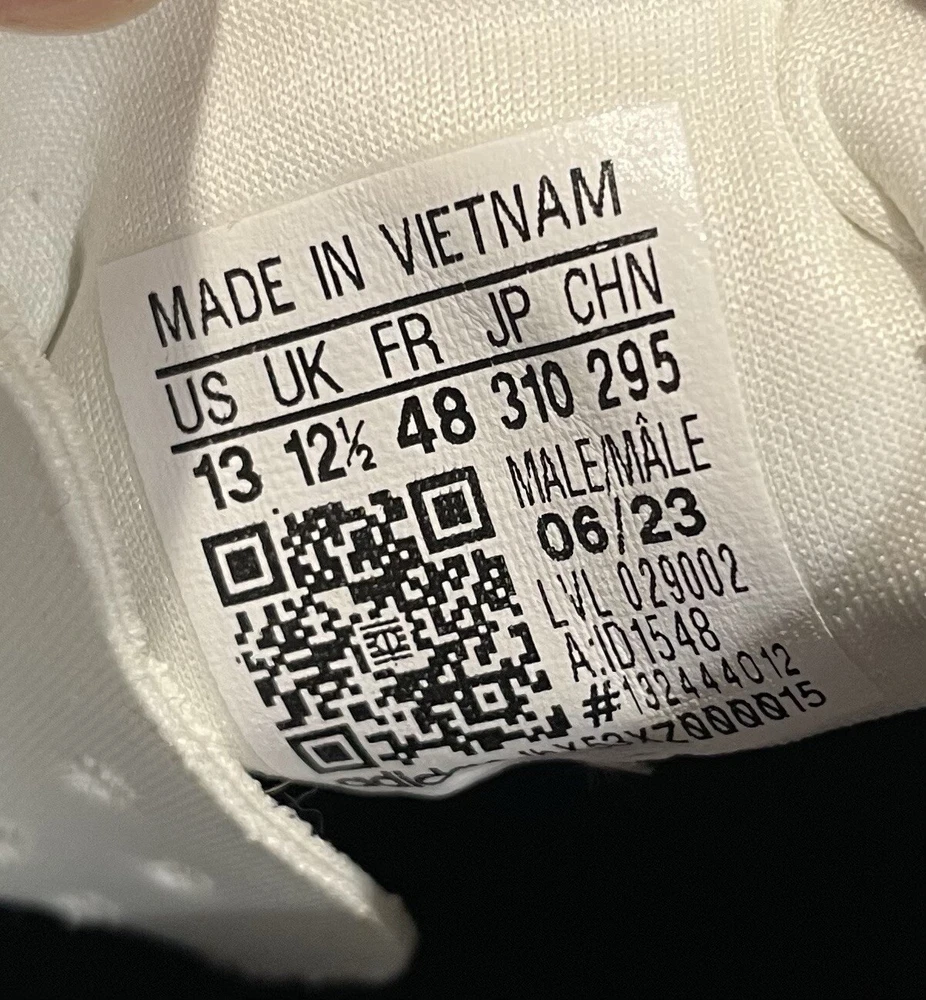 MADE IN VIETNAM
US UK FR JP CHN
13 12½ 48 310 295
MALE/MÂLE
06/23
LVL 029002
A:ID1548
#132444012